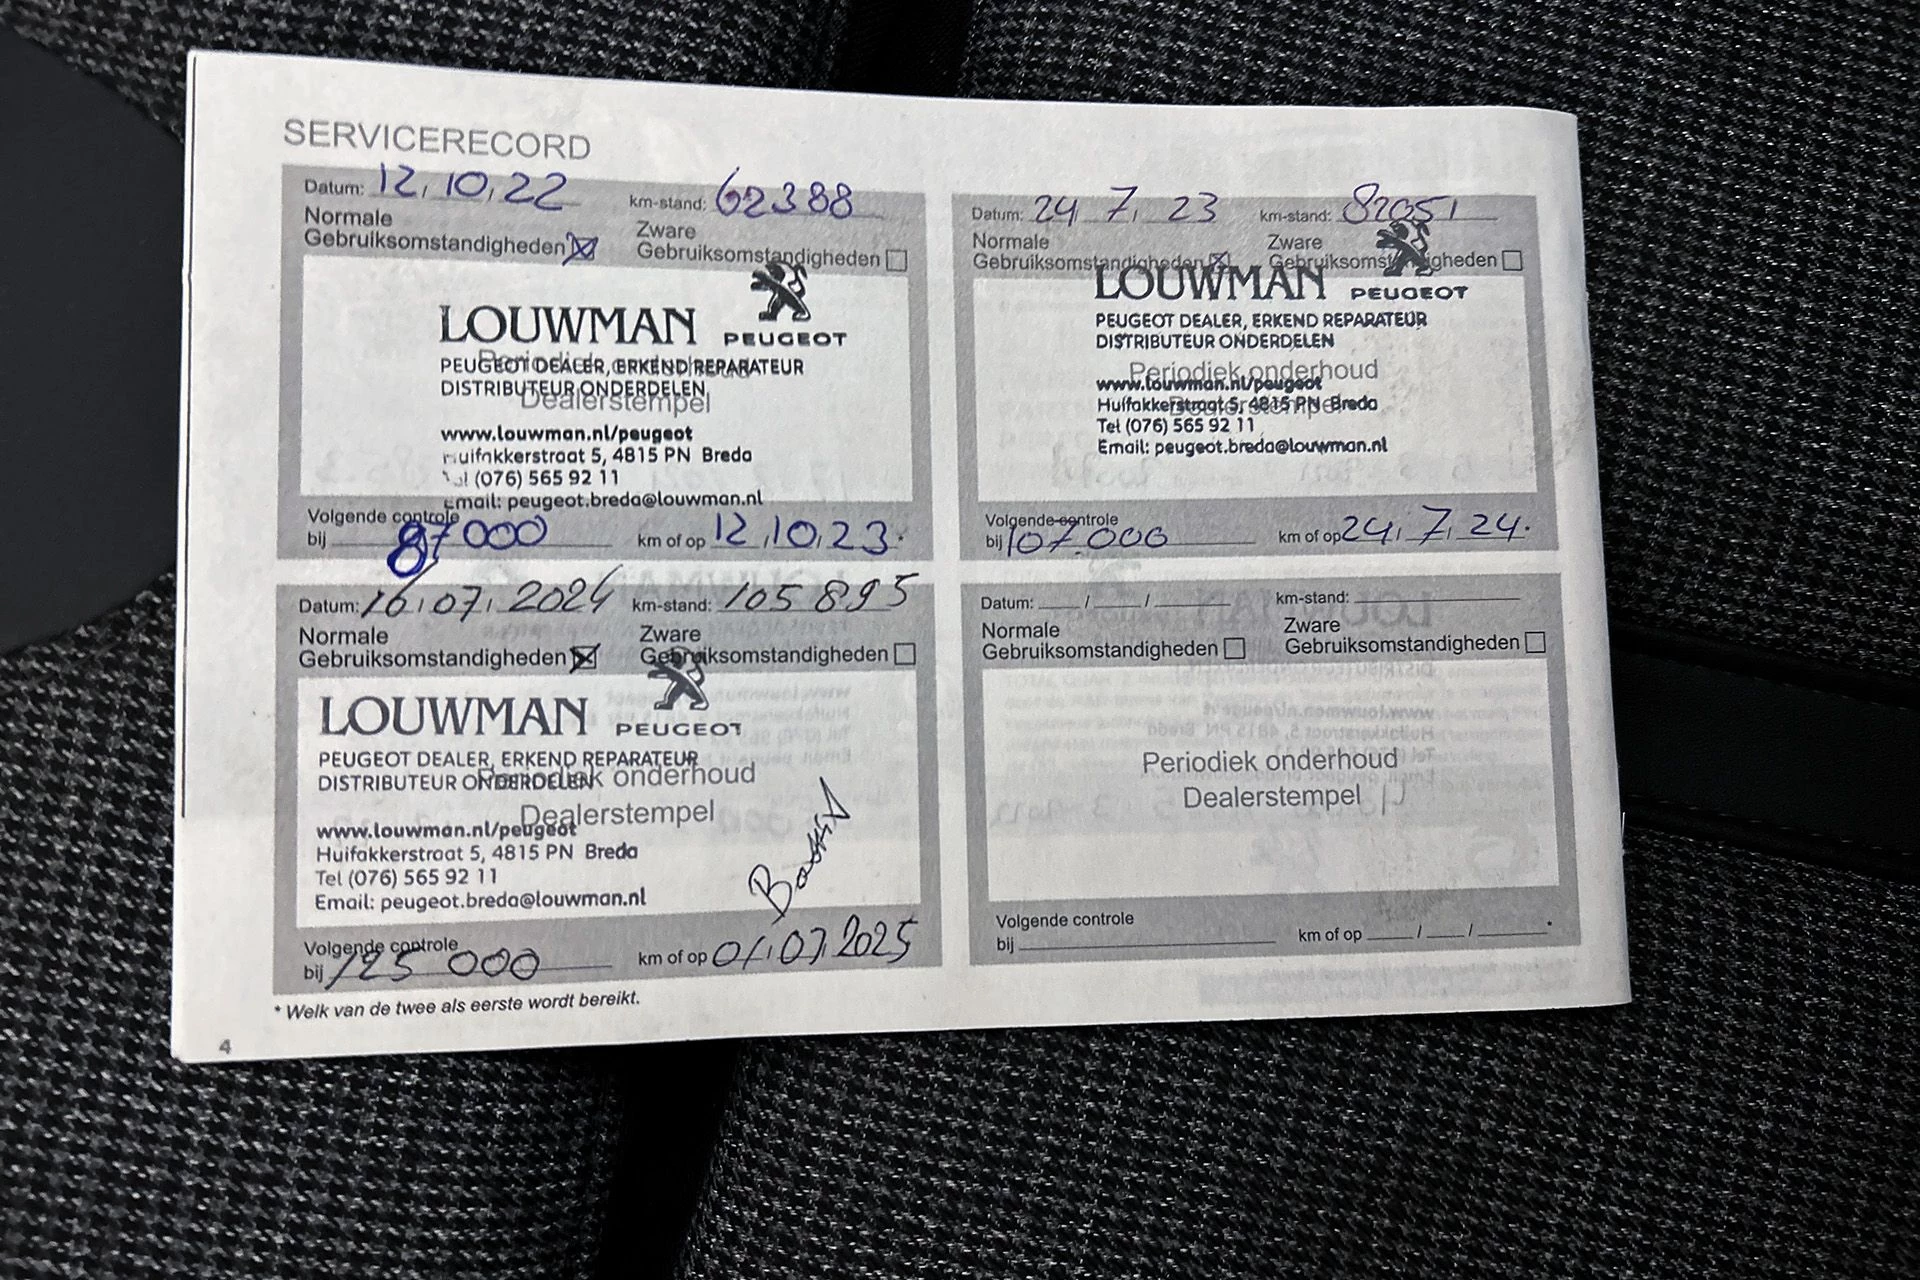 SERVICERECORD
Datum: 12, 10, 22 km-stand: 62388
Normale Gebruiksomstandigheden Zware Gebruiksomstandigheden
LOUWMAN PEUGEOT
PEUGEOT DEALER, ERKEND REPARATEUR
DISTRIBUTEUR ONDERDELEN
Periodiek onderhoud
Dealerstempel
www.louwman.nl/peugeot
Huifakkerstraat 5, 4815 PN Breda
Tel (076) 565 92 11
Email: peugeot.breda@louwman.nl
Volgende controle
bij 87000 km of op 12, 10, 23.*
Datum: 24 7, 23 km-stand: 82051
Normale Gebruiksomstandigheden Zware Gebruiksomstandigheden
LOUWMAN PEUGEOT
PEUGEOT DEALER, ERKEND REPARATEUR
DISTRIBUTEUR ONDERDELEN
Periodiek onderhoud
Dealerstempel
www.louwman.nl/peugeot
Huifakkerstraat 5, 4815 PN Breda
Tel (076) 565 92 11
Email: peugeot.breda@louwman.nl
Volgende controle
bij 107.000 km of op 24, 7, 24.
Datum: 16, 07, 2024 km-stand: 105 895
Normale Gebruiksomstandigheden Zware Gebruiksomstandigheden
LOUWMAN PEUGEOT
PEUGEOT DEALER, ERKEND REPARATEUR
DISTRIBUTEUR ONDERDELEN
Periodiek onderhoud
Dealerstempel
www.louwman.nl/peugeot
Huifakkerstraat 5, 4815 PN Breda
Tel (076) 565 92 11
Email: peugeot.breda@louwman.nl
Volgende controle
bij 125 000 km of op 01, 07, 2025
Datum: / / km-stand:
Normale Gebruiksomstandigheden Zware Gebruiksomstandigheden
Periodiek onderhoud
Dealerstempel
Volgende controle
bij km of op / / *
* Welk van de twee als eerste wordt bereikt.
4